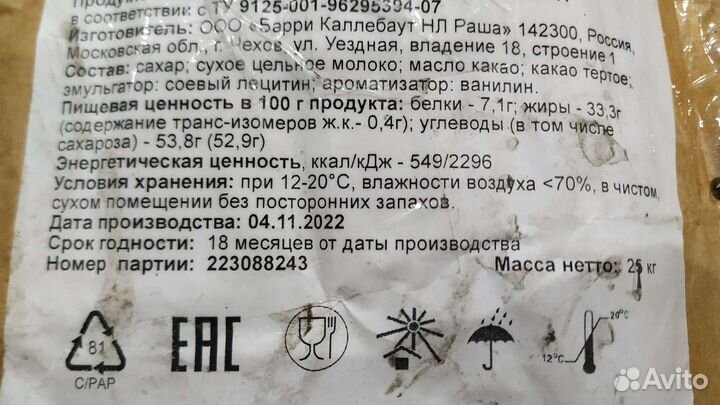 в соответствии с ТУ 9125-001-96295394-07
Изготовитель: ООО «Барри Каллебаут НЛ Раша» 142300, Россия,
Московская обл., г. Чехов, ул. Уездная, владение 18, строение 1
Состав: сахар; сухое цельное молоко; масло какао; какао тертое;
эмульгатор: соевый лецитин; ароматизатор: ванилин.
Пищевая ценность в 100 г продукта: белки - 7,1г; жиры - 33,3г
(содержание транс-изомеров ж.к.- 0,4г); углеводы (в том числе
сахароза) - 53,8г (52,9г)
Энергетическая ценность, ккал/кДж - 549/2296
Условия хранения: при 12-20°C, влажности воздуха <70%, в чистом,
сухом помещении без посторонних запахов.
Дата производства: 04.11.2022
Срок годности: 18 месяцев от даты производства
Номер партии: 223088243 Масса нетто: 25 кг
81
C/PAP
EAC
20°C
12°C
Avito